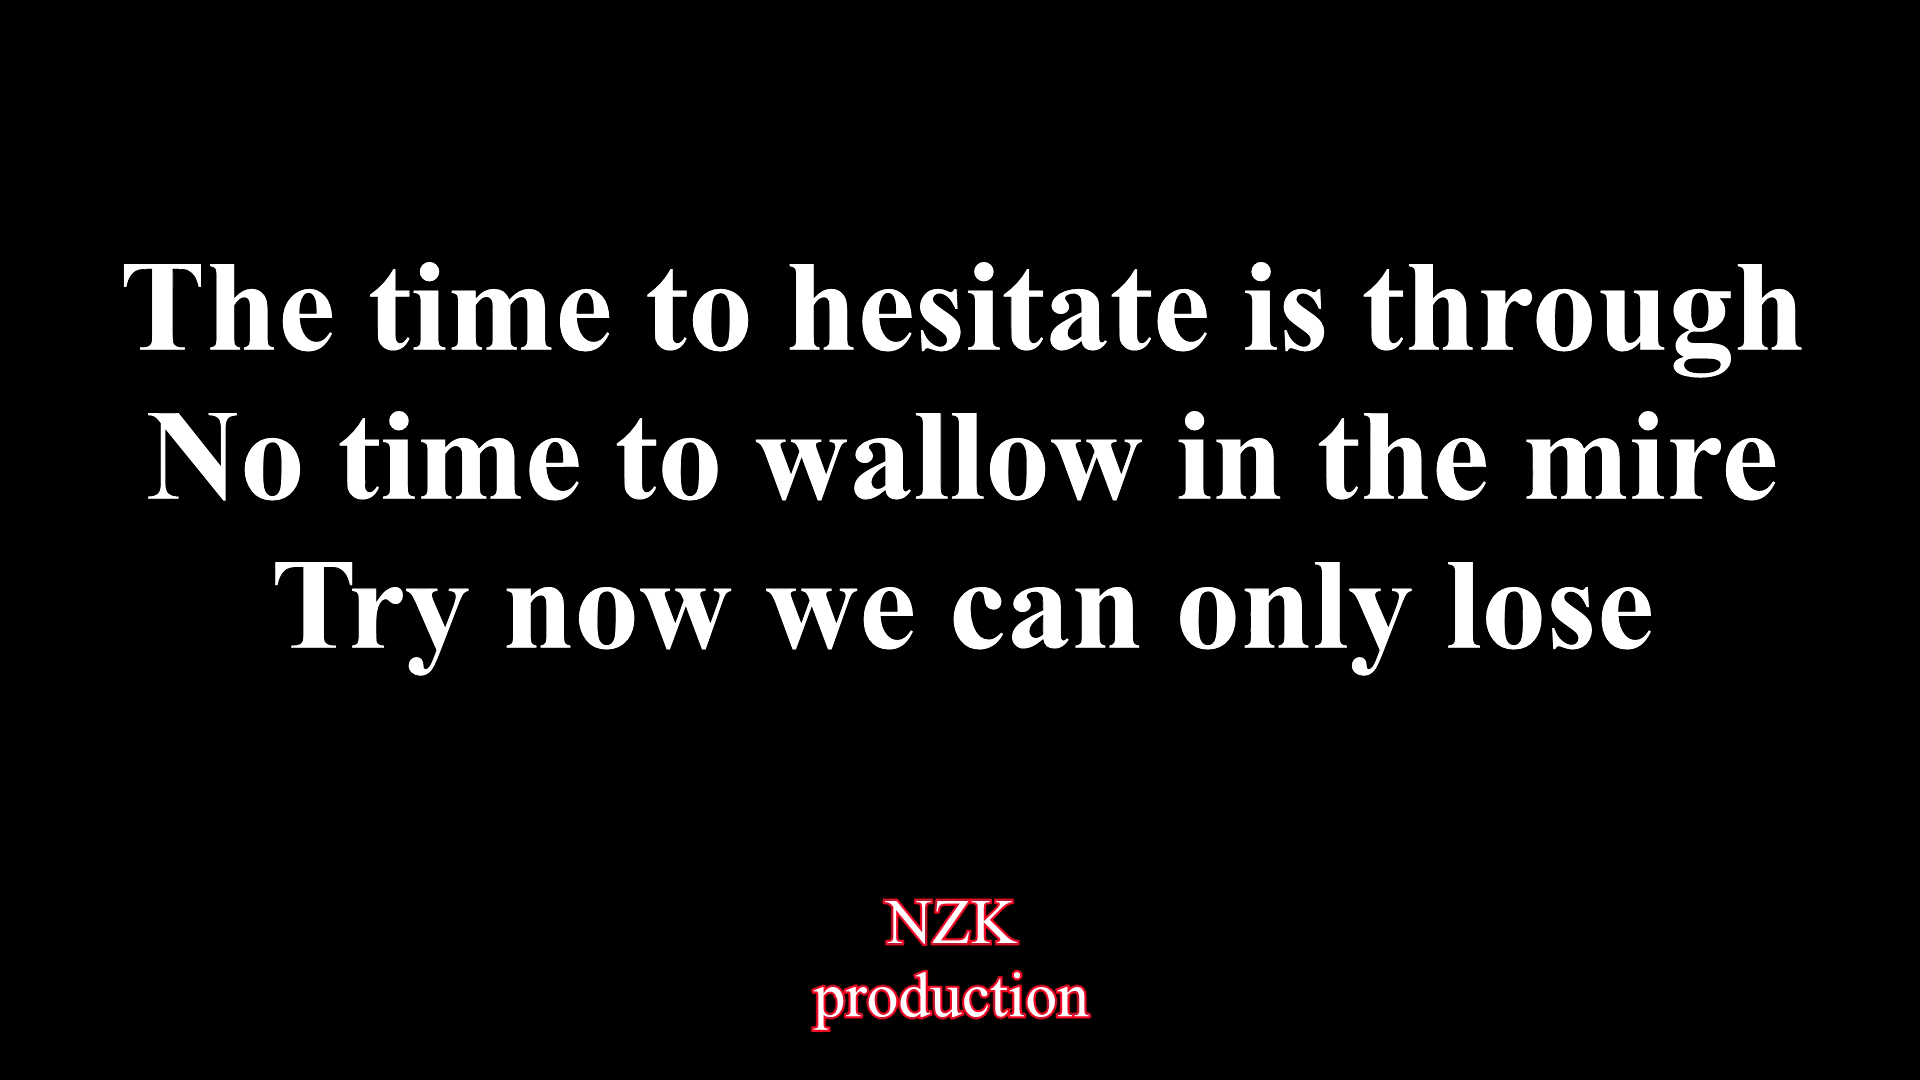 The time to hesitate is through
No time to wallow in the mire
Try now we can only lose
NZK
production